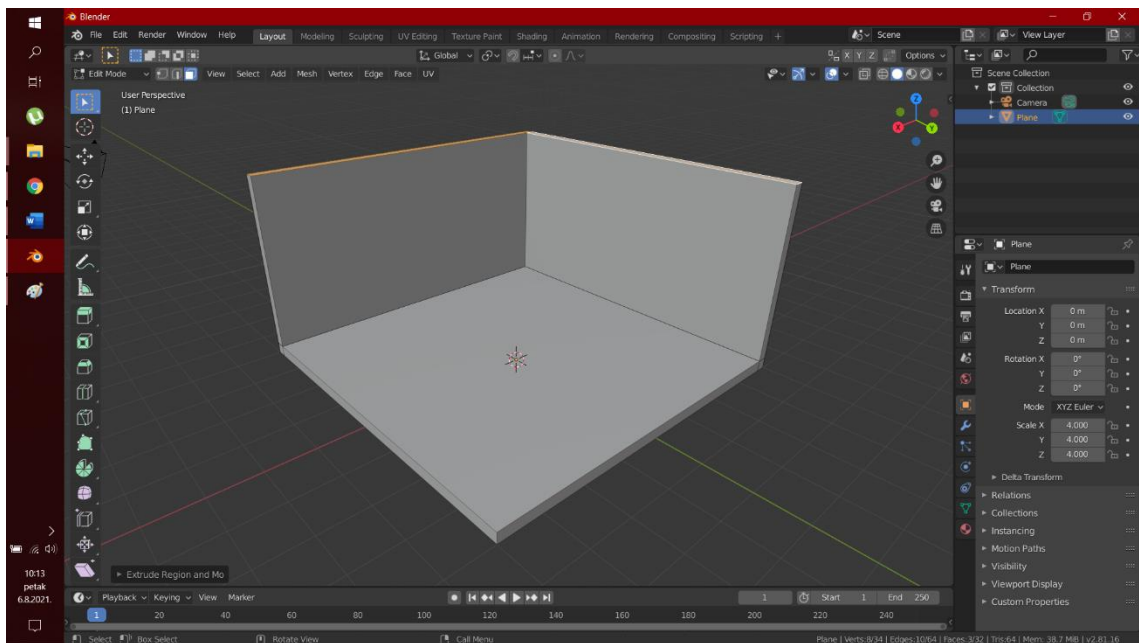 Blender
File Edit Render Window Help Layout Modeling Sculpting UV Editing Texture Paint Shading Animation Rendering Compositing Scripting + Scene View Layer
Global X Y Z Options
Edit Mode View Select Add Mesh Vertex Edge Face UV
Scene Collection
Collection
Camera
Plane
User Perspective
(1) Plane
Z
X
Y
Plane
Plane
Transform
Location X 0 m
Y 0 m
Z 0 m
Rotation X 0°
Y 0°
Z 0°
Mode XYZ Euler
Scale X 4.000
Y 4.000
Z 4.000
Delta Transform
Relations
Collections
Instancing
Motion Paths
Visibility
Viewport Display
Custom Properties
Extrude Region and Mo
Playback Keying View Marker 1 Start 1 End 250
1 20 40 60 80 100 120 140 160 180 200 220 240
Select Box Select Rotate View Call Menu Plane | Verts:8/34 | Edges:10/64 | Faces:3/32 | Tris:64 | Mem: 38.7 MiB | v2.81.16
10:13
petak
6.8.2021.